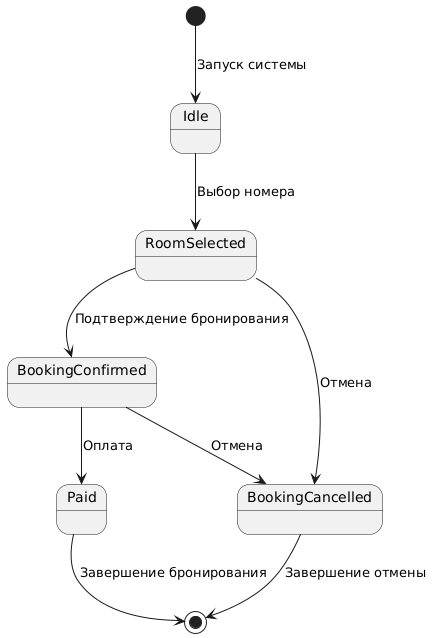 Запуск системы
Idle
Выбор номера
RoomSelected
Подтверждение бронирования
BookingConfirmed
Отмена
Оплата
Отмена
Paid
BookingCancelled
Завершение бронирования
Завершение отмены